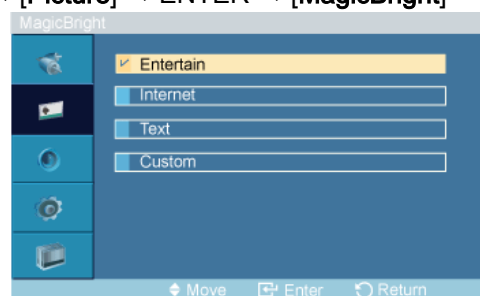 [Picture] → ENTER → [MagicBright]
MagicBright
Entertain
Internet
Text
Custom
Move Enter Return